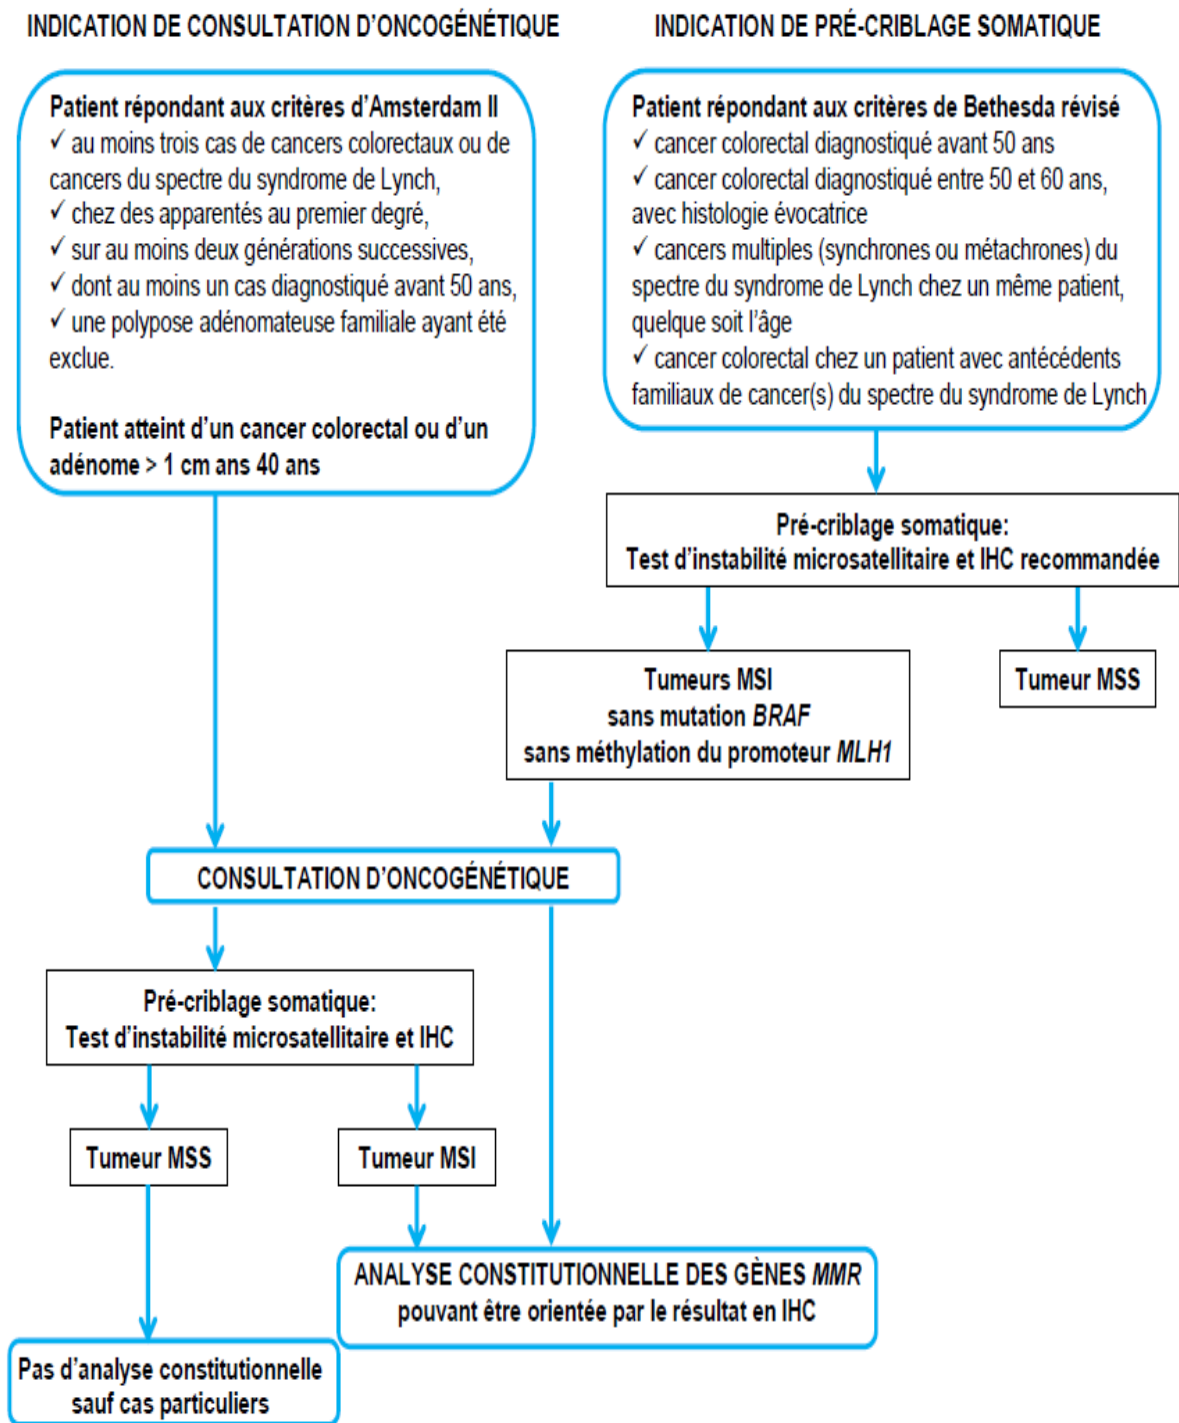 INDICATION DE CONSULTATION D'ONCOGÉNÉTIQUE
Patient répondant aux critères d'Amsterdam II
✓ au moins trois cas de cancers colorectaux ou de
cancers du spectre du syndrome de Lynch,
✓ chez des apparentés au premier degré,
✓ sur au moins deux générations successives,
✓ dont au moins un cas diagnostiqué avant 50 ans,
✓ une polypose adénomateuse familiale ayant été
exclue.
Patient atteint d'un cancer colorectal ou d'un
adénome > 1 cm ans 40 ans
INDICATION DE PRÉ-CRIBLAGE SOMATIQUE
Patient répondant aux critères de Bethesda révisé
✓ cancer colorectal diagnostiqué avant 50 ans
✓ cancer colorectal diagnostiqué entre 50 et 60 ans,
avec histologie évocatrice
✓ cancers multiples (synchrones ou métachrones) du
spectre du syndrome de Lynch chez un même patient,
quelque soit l'âge
✓ cancer colorectal chez un patient avec antécédents
familiaux de cancer(s) du spectre du syndrome de Lynch
Pré-criblage somatique:
Test d'instabilité microsatellitaire et IHC recommandée
Tumeurs MSI
sans mutation BRAF
sans méthylation du promoteur MLH1
Tumeur MSS
CONSULTATION D'ONCOGÉNÉTIQUE
Pré-criblage somatique:
Test d'instabilité microsatellitaire et IHC
Tumeur MSS
Tumeur MSI
ANALYSE CONSTITUTIONNELLE DES GÈNES MMR
pouvant être orientée par le résultat en IHC
Pas d'analyse constitutionnelle
sauf cas particuliers